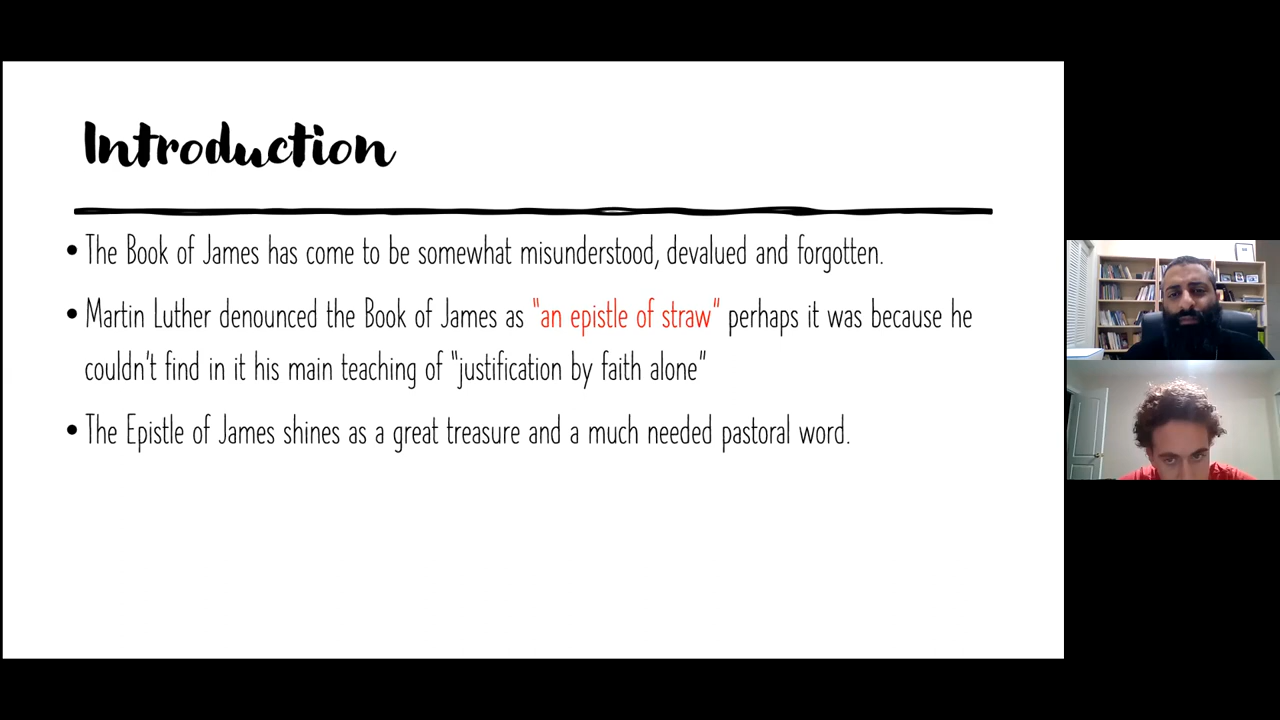 Introduction
• The Book of James has come to be somewhat misunderstood, devalued and forgotten.
• Martin Luther denounced the Book of James as “an epistle of straw” perhaps it was because he
couldn't find in it his main teaching of “justification by faith alone”
• The Epistle of James shines as a great treasure and a much needed pastoral word.